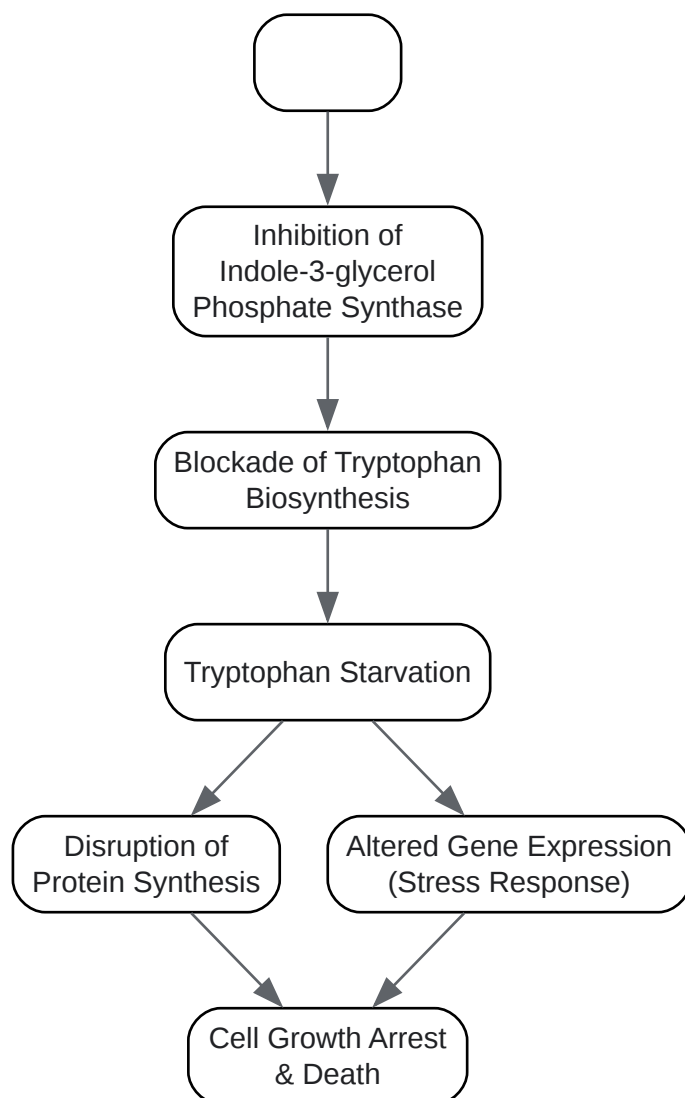 Inhibition of
Indole-3-glycerol
Phosphate Synthase
Blockade of Tryptophan
Biosynthesis
Tryptophan Starvation
Disruption of
Protein Synthesis
Altered Gene Expression
(Stress Response)
Cell Growth Arrest
& Death